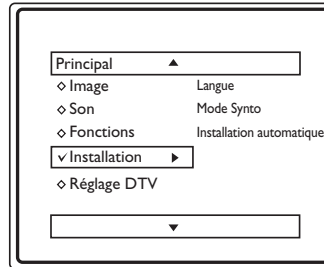 Principal ▲
◇ Image Langue
◇ Son Mode Synto
◇ Fonctions Installation automatique
✓ Installation ▶
◇ Réglage DTV
▼